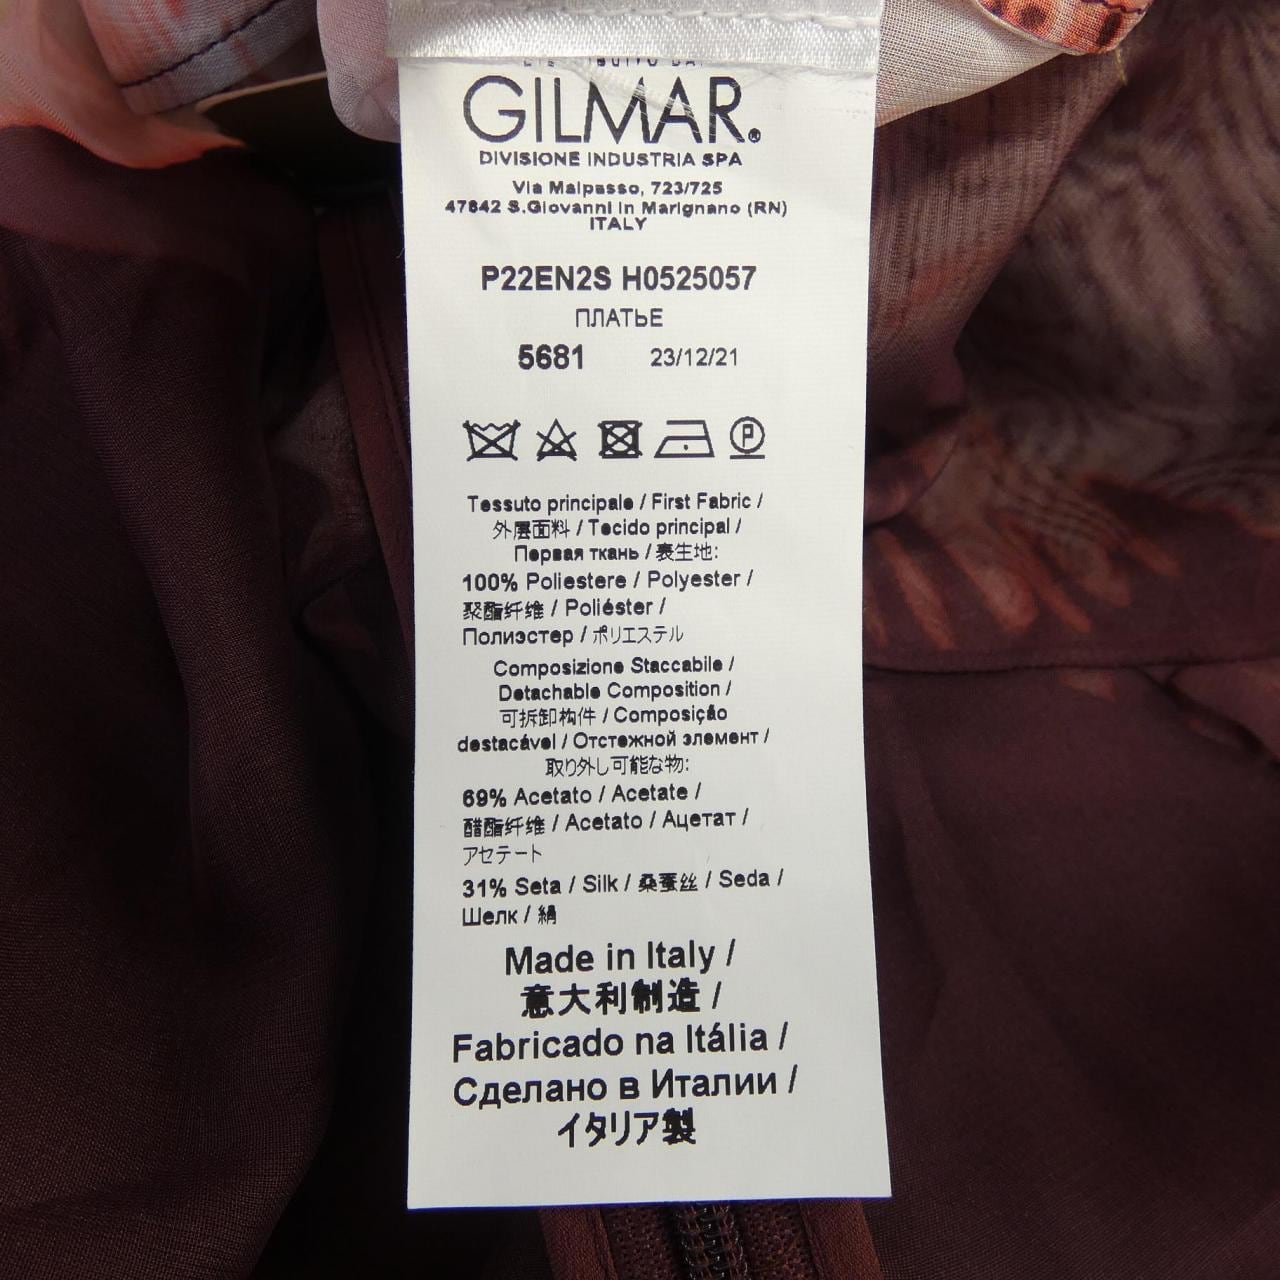 GILMAR®
DIVISIONE INDUSTRIA SPA
Via Malpasso, 723/725
47842 S.Giovanni in Marignano (RN)
ITALY
P22EN2S H0525057
ПЛАТЬЕ
5681 23/12/21
P
Tessuto principale / First Fabric /
外层面料 / Tecido principal /
Первая ткань / 表生地:
100% Poliestere / Polyester /
聚酯纤维 / Poliéster /
Полиэстер / ポリエステル
Composizione Staccabile /
Detachable Composition /
可拆卸构件 / Composição
destacável / Отстежной элемент /
取り外し可能な物:
69% Acetato / Acetate /
醋酯纤维 / Acetato / Ацетат /
アセテート
31% Seta / Silk / 桑蚕丝 / Seda /
Шелк / 絹
Made in Italy /
意大利制造 /
Fabricado na Itália /
Сделано в Италии /
イタリア製